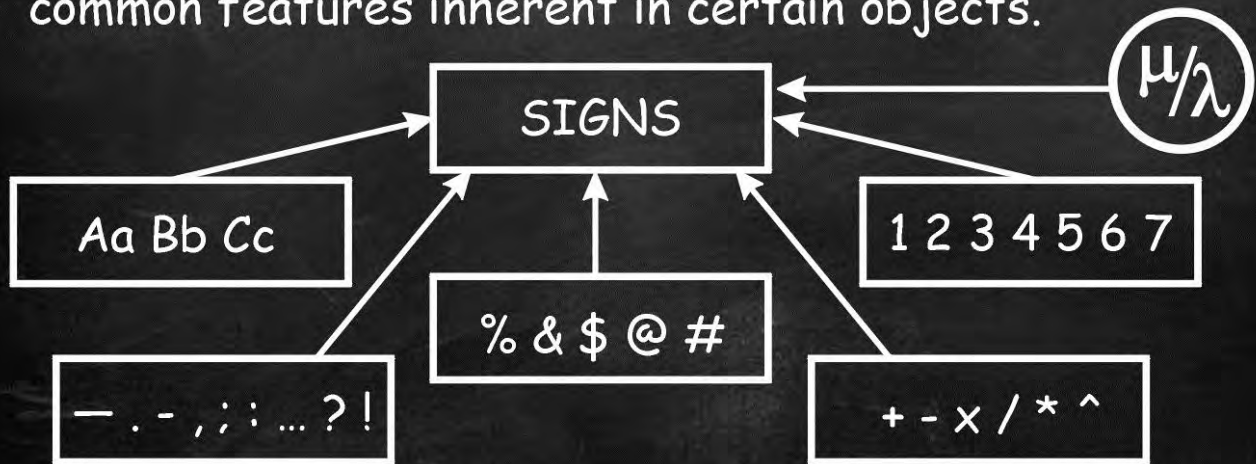 common features inherent in certain objects.
μ/λ
SIGNS
Aa Bb Cc
1 2 3 4 5 6 7
% & $ @ #
— . - , ; : ... ? !
+ - x / * ^